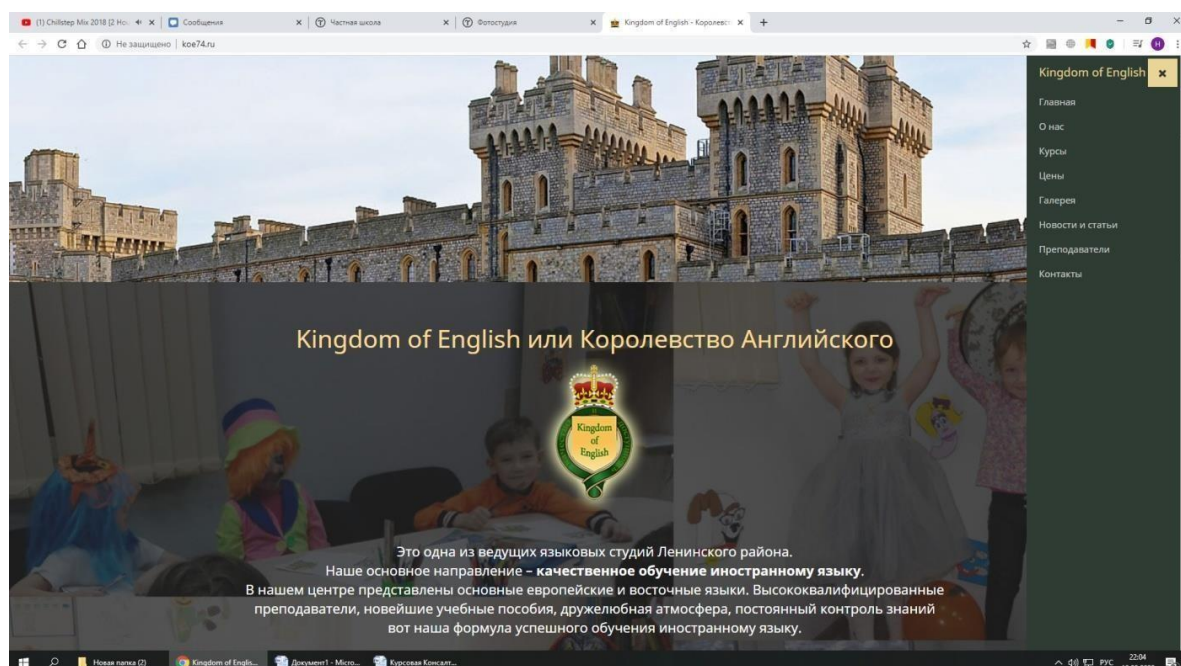 (1) Chillstep Mix 2018 [2 Ho
Сообщения
Частная школа
Фотостудия
Kingdom of English - Королевст
Не защищено | koe74.ru
Н
Kingdom of English
Главная
О нас
Курсы
Цены
Галерея
Новости и статьи
Преподаватели
Контакты
Kingdom of English или Королевство Английского
Kingdom
of
English
Это одна из ведущих языковых студий Ленинского района.
Наше основное направление – качественное обучение иностранному языку.
В нашем центре представлены основные европейские и восточные языки. Высококвалифицированные
преподаватели, новейшие учебные пособия, дружелюбная атмосфера, постоянный контроль знаний
вот наша формула успешного обучения иностранному языку.
Новая папка (2)
Kingdom of Englis...
Документ1 - Micro...
Курсовая Консалт...
РУС
22:04